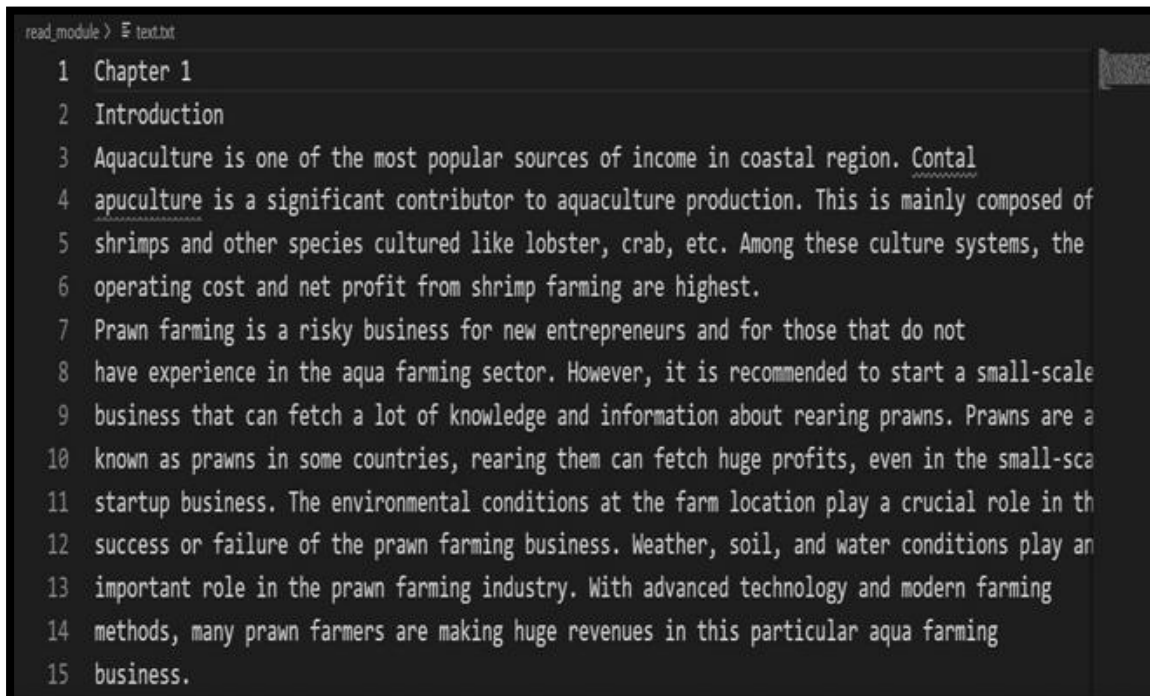 read_module > text.txt
1 Chapter 1
2 Introduction
3 Aquaculture is one of the most popular sources of income in coastal region. Contal
4 apuculture is a significant contributor to aquaculture production. This is mainly composed of
5 shrimps and other species cultured like lobster, crab, etc. Among these culture systems, the
6 operating cost and net profit from shrimp farming are highest.
7 Prawn farming is a risky business for new entrepreneurs and for those that do not
8 have experience in the aqua farming sector. However, it is recommended to start a small-scale
9 business that can fetch a lot of knowledge and information about rearing prawns. Prawns are a
10 known as prawns in some countries, rearing them can fetch huge profits, even in the small-sca
11 startup business. The environmental conditions at the farm location play a crucial role in th
12 success or failure of the prawn farming business. Weather, soil, and water conditions play an
13 important role in the prawn farming industry. With advanced technology and modern farming
14 methods, many prawn farmers are making huge revenues in this particular aqua farming
15 business.